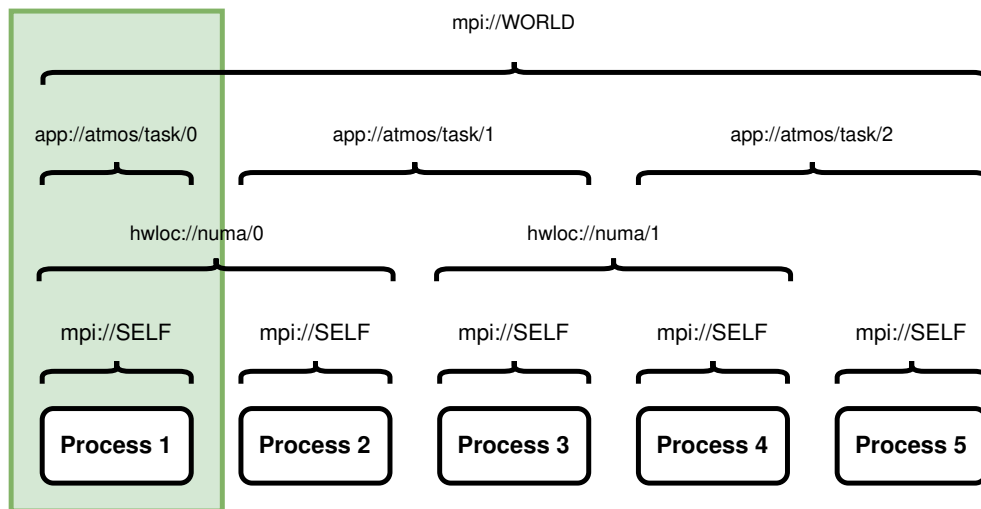 mpi://WORLD
app://atmos/task/0 app://atmos/task/1 app://atmos/task/2
hwloc://numa/0 hwloc://numa/1
mpi://SELF mpi://SELF mpi://SELF mpi://SELF mpi://SELF
Process 1 Process 2 Process 3 Process 4 Process 5